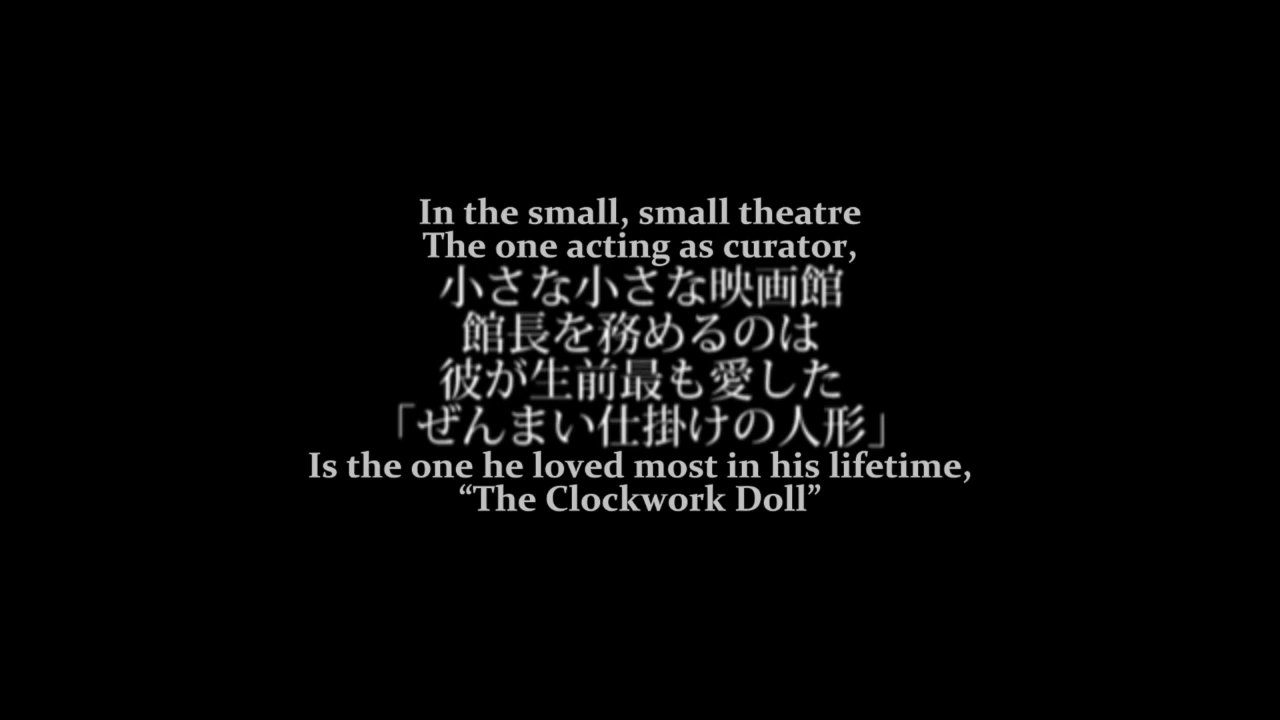 In the small, small theatre
The one acting as curator,
小さな小さな映画館
館長を務めるのは
彼が生前最も愛した
「ぜんまい仕掛けの人形」
Is the one he loved most in his lifetime,
“The Clockwork Doll”